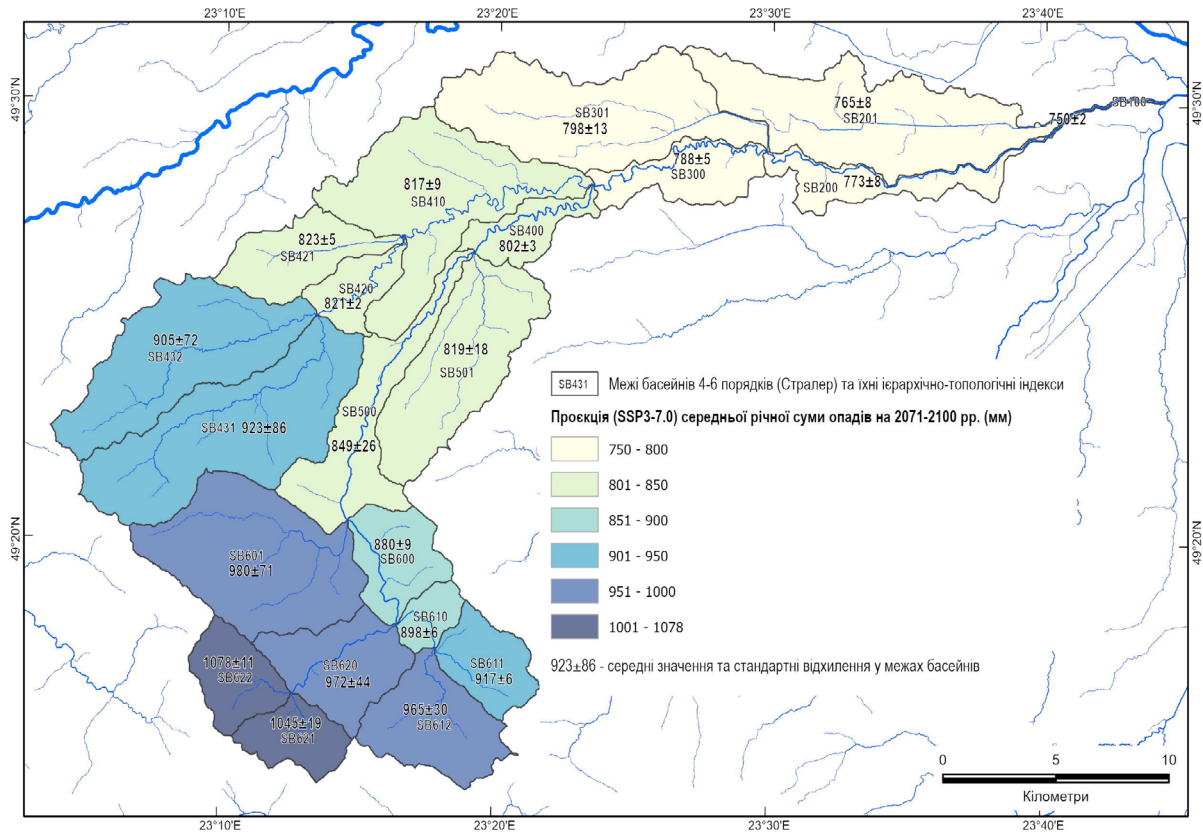 23°10'E 23°20'E 23°30'E 23°40'E
49°30'N 49°30'N
SB100
765±8
SB201
750±2
SB301
798±13
788±5
SB300
773±8
SB200
817±9
SB410
SB400
802±3
823±5
SB421
SB420
821±2
905±72
SB432
819±18
SB501
SB500
849±26
SB431 923±86
SB431 Межі басейнів 4-6 порядків (Стралер) та їхні ієрархічно-топологічні індекси
Проєкція (SSP3-7.0) середньої річної суми опадів на 2071-2100 рр. (мм)
750 - 800
801 - 850
851 - 900
901 - 950
951 - 1000
1001 - 1078
923±86 - середні значення та стандартні відхилення у межах басейнів
49°20'N 49°20'N
880±9
SB600
SB601
980±71
SB610
898±6
SB611
917±6
1078±11
SB622
SB620
972±44
965±30
SB612
1045±19
SB621
0 5 10
Кілометри
23°10'E 23°20'E 23°30'E 23°40'E